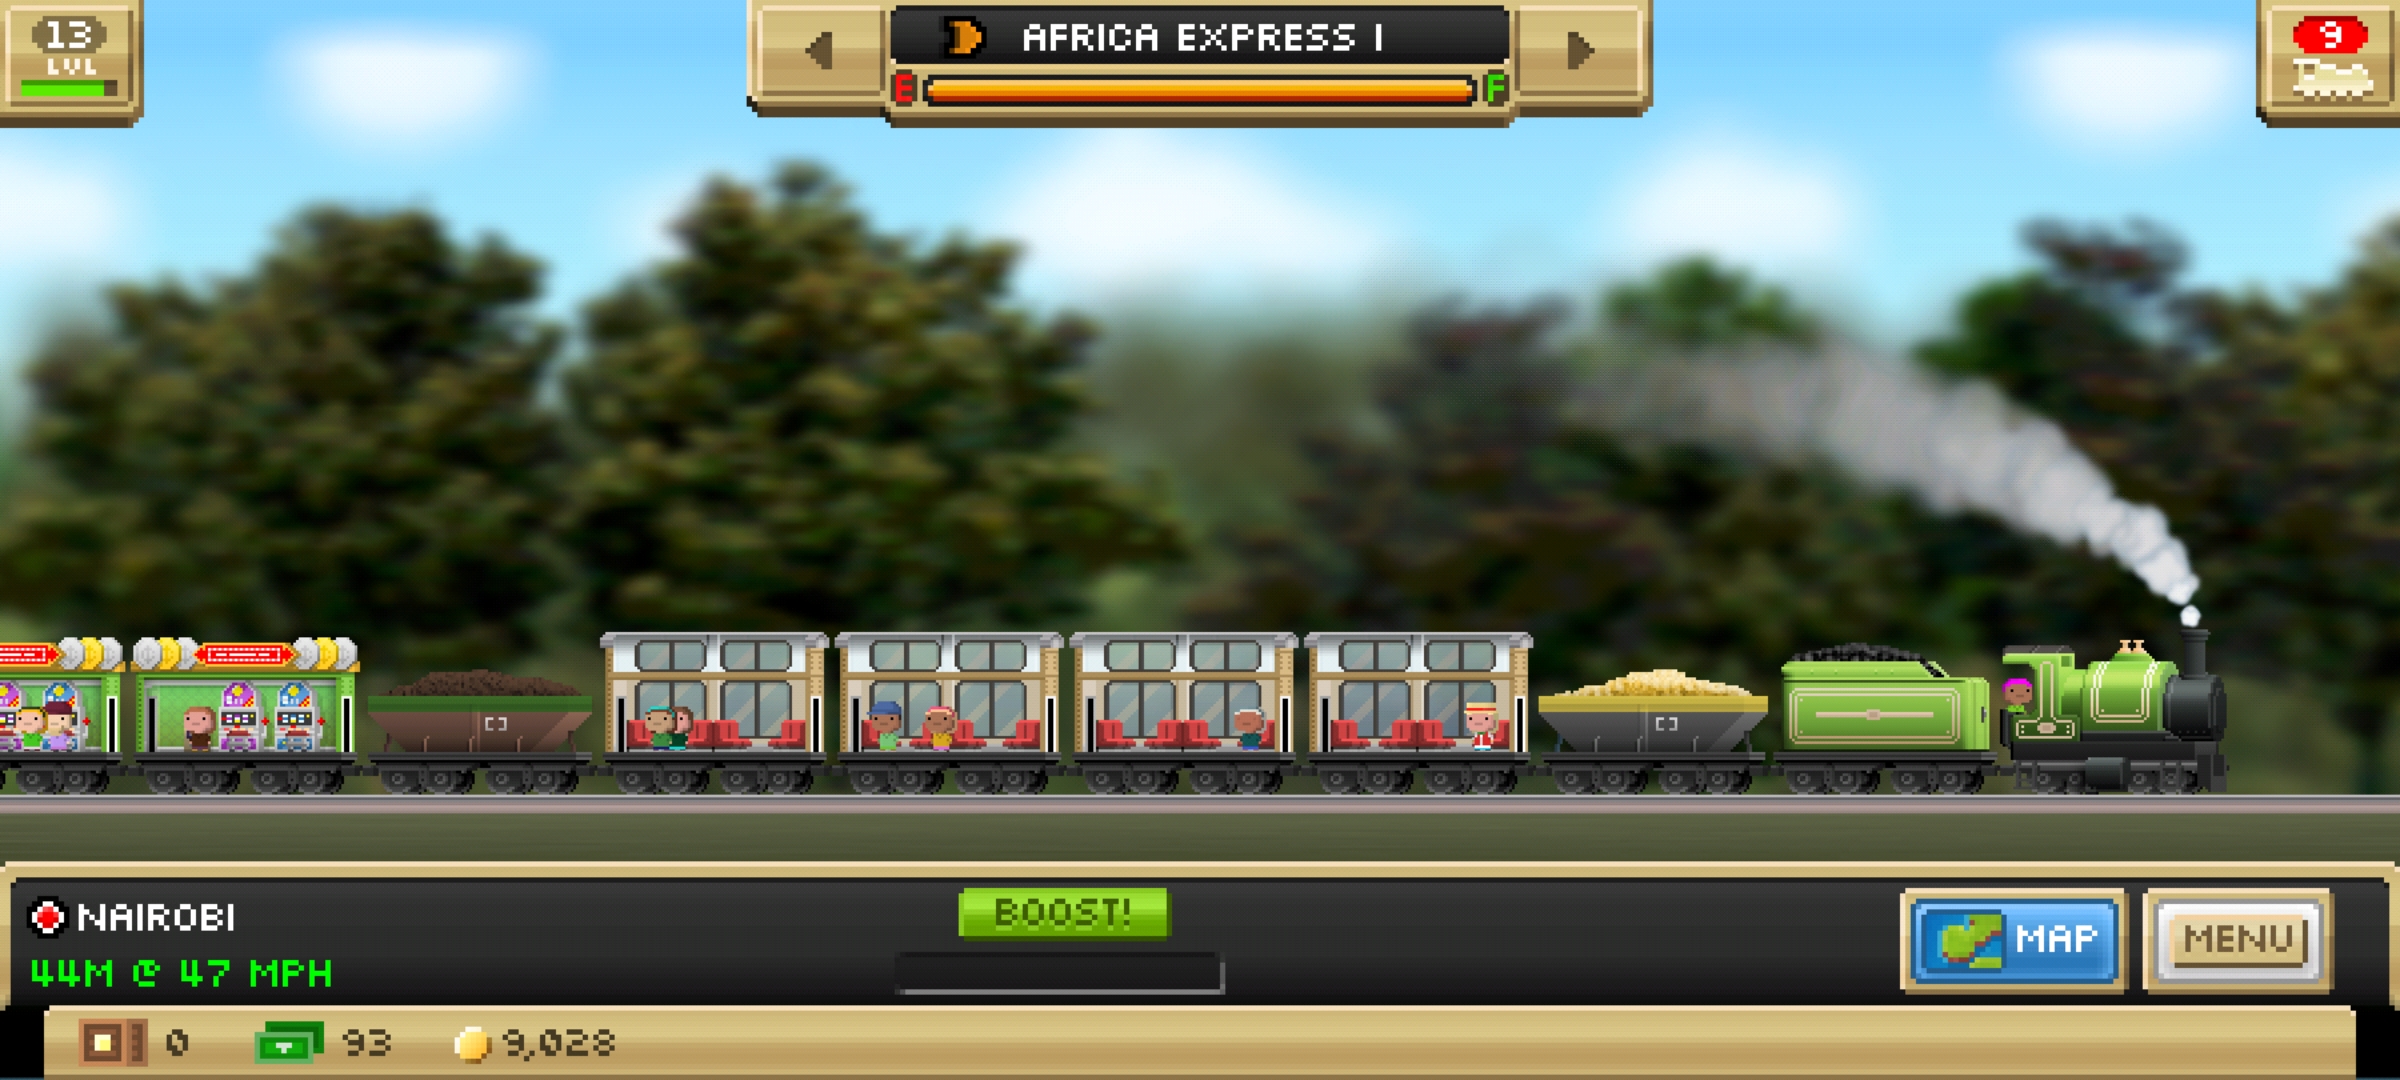 13
LVL
AFRICA EXPRESS I
E F
9
NAIROBI
44M @ 47 MPH
BOOST!
MAP
MENU
0 93 9,028